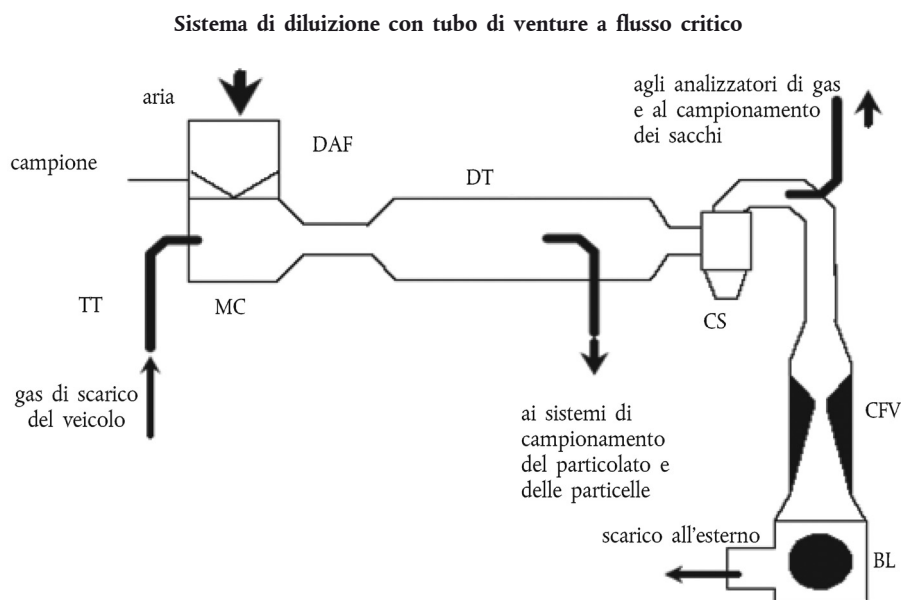 Sistema di diluizione con tubo di venture a flusso critico
aria
campione
DAF
DT
agli analizzatori di gas
e al campionamento
dei sacchi
TT
MC
CS
gas di scarico
del veicolo
ai sistemi di
campionamento
del particolato e
delle particelle
CFV
scarico all'esterno
BL